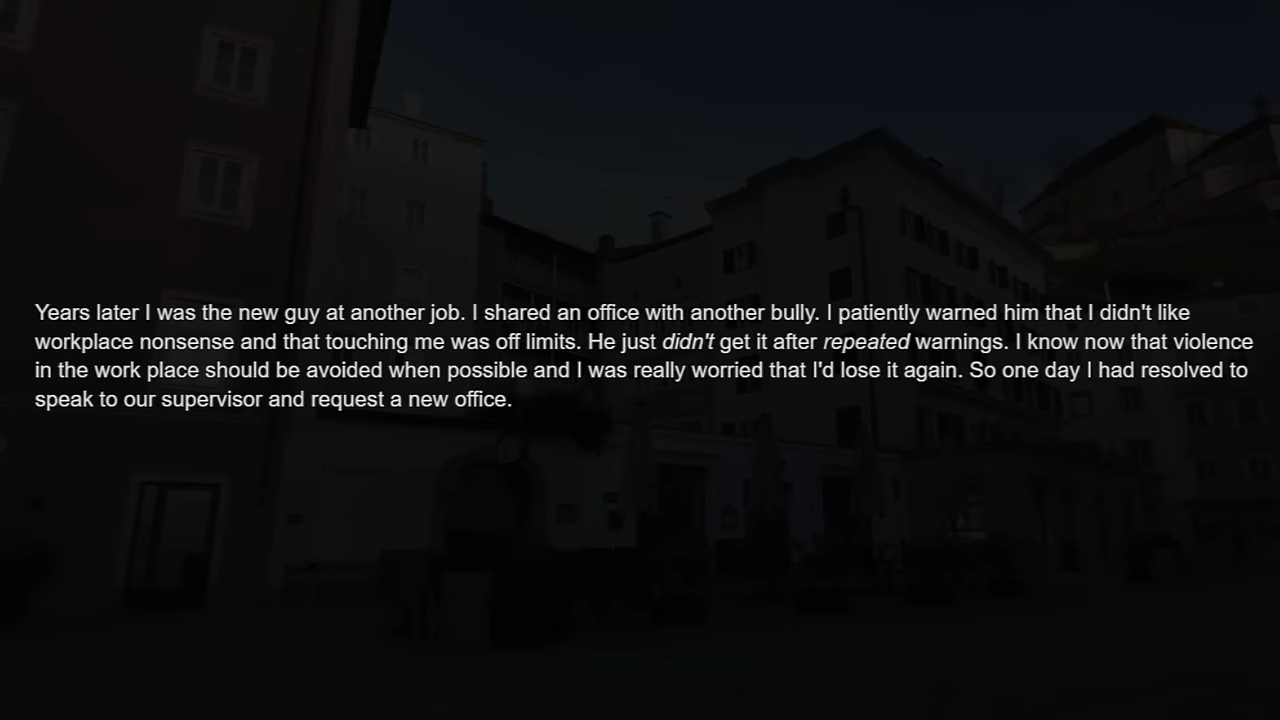 Years later I was the new guy at another job. I shared an office with another bully. I patiently warned him that I didn't like
workplace nonsense and that touching me was off limits. He just didn't get it after repeated warnings. I know now that violence
in the work place should be avoided when possible and I was really worried that I'd lose it again. So one day I had resolved to
speak to our supervisor and request a new office.